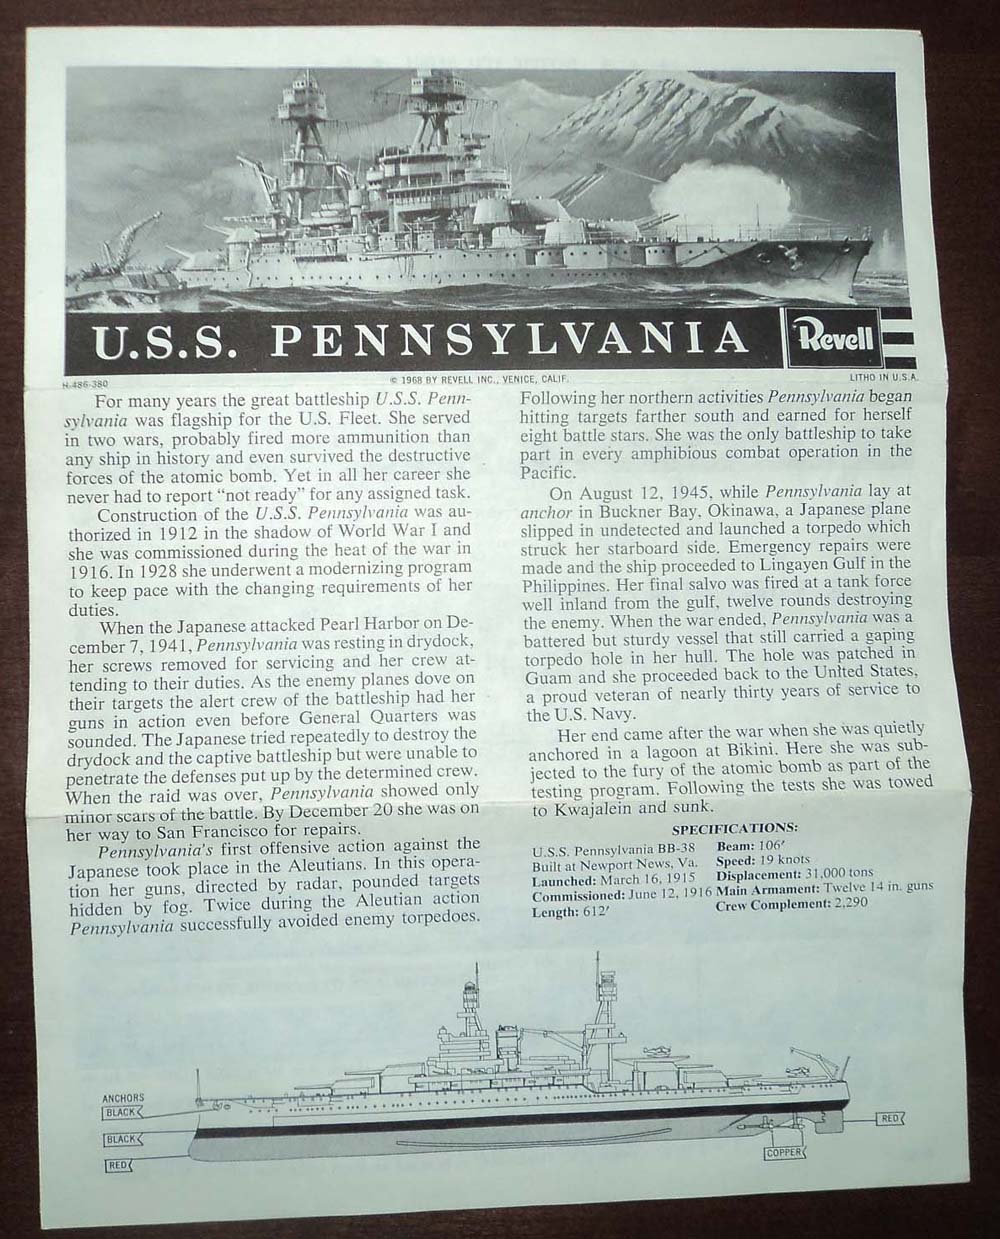 U.S.S. PENNSYLVANIA
Revell
H-486-380
© 1968 BY REVELL INC., VENICE, CALIF.
LITHO IN U.S.A.
For many years the great battleship U.S.S. Penn-
sylvania was flagship for the U.S. Fleet. She served
in two wars, probably fired more ammunition than
any ship in history and even survived the destructive
forces of the atomic bomb. Yet in all her career she
never had to report “not ready” for any assigned task.
Construction of the U.S.S. Pennsylvania was au-
thorized in 1912 in the shadow of World War I and
she was commissioned during the heat of the war in
1916. In 1928 she underwent a modernizing program
to keep pace with the changing requirements of her
duties.
When the Japanese attacked Pearl Harbor on De-
cember 7, 1941, Pennsylvania was resting in drydock,
her screws removed for servicing and her crew at-
tending to their duties. As the enemy planes dove on
their targets the alert crew of the battleship had her
guns in action even before General Quarters was
sounded. The Japanese tried repeatedly to destroy the
drydock and the captive battleship but were unable to
penetrate the defenses put up by the determined crew.
When the raid was over, Pennsylvania showed only
minor scars of the battle. By December 20 she was on
her way to San Francisco for repairs.
Pennsylvania's first offensive action against the
Japanese took place in the Aleutians. In this opera-
tion her guns, directed by radar, pounded targets
hidden by fog. Twice during the Aleutian action
Pennsylvania successfully avoided enemy torpedoes.
Following her northern activities Pennsylvania began
hitting targets farther south and earned for herself
eight battle stars. She was the only battleship to take
part in every amphibious combat operation in the
Pacific.
On August 12, 1945, while Pennsylvania lay at
anchor in Buckner Bay, Okinawa, a Japanese plane
slipped in undetected and launched a torpedo which
struck her starboard side. Emergency repairs were
made and the ship proceeded to Lingayen Gulf in the
Philippines. Her final salvo was fired at a tank force
well inland from the gulf, twelve rounds destroying
the enemy. When the war ended, Pennsylvania was a
battered but sturdy vessel that still carried a gaping
torpedo hole in her hull. The hole was patched in
Guam and she proceeded back to the United States,
a proud veteran of nearly thirty years of service to
the U.S. Navy.
Her end came after the war when she was quietly
anchored in a lagoon at Bikini. Here she was sub-
jected to the fury of the atomic bomb as part of the
testing program. Following the tests she was towed
to Kwajalein and sunk.
SPECIFICATIONS:
U.S.S. Pennsylvania BB-38
Built at Newport News, Va.
Launched: March 16, 1915
Commissioned: June 12, 1916
Length: 612′
Beam: 106′
Speed: 19 knots
Displacement: 31,000 tons
Main Armament: Twelve 14 in. guns
Crew Complement: 2,290
ANCHORS
BLACK
BLACK
RED
RED
COPPER